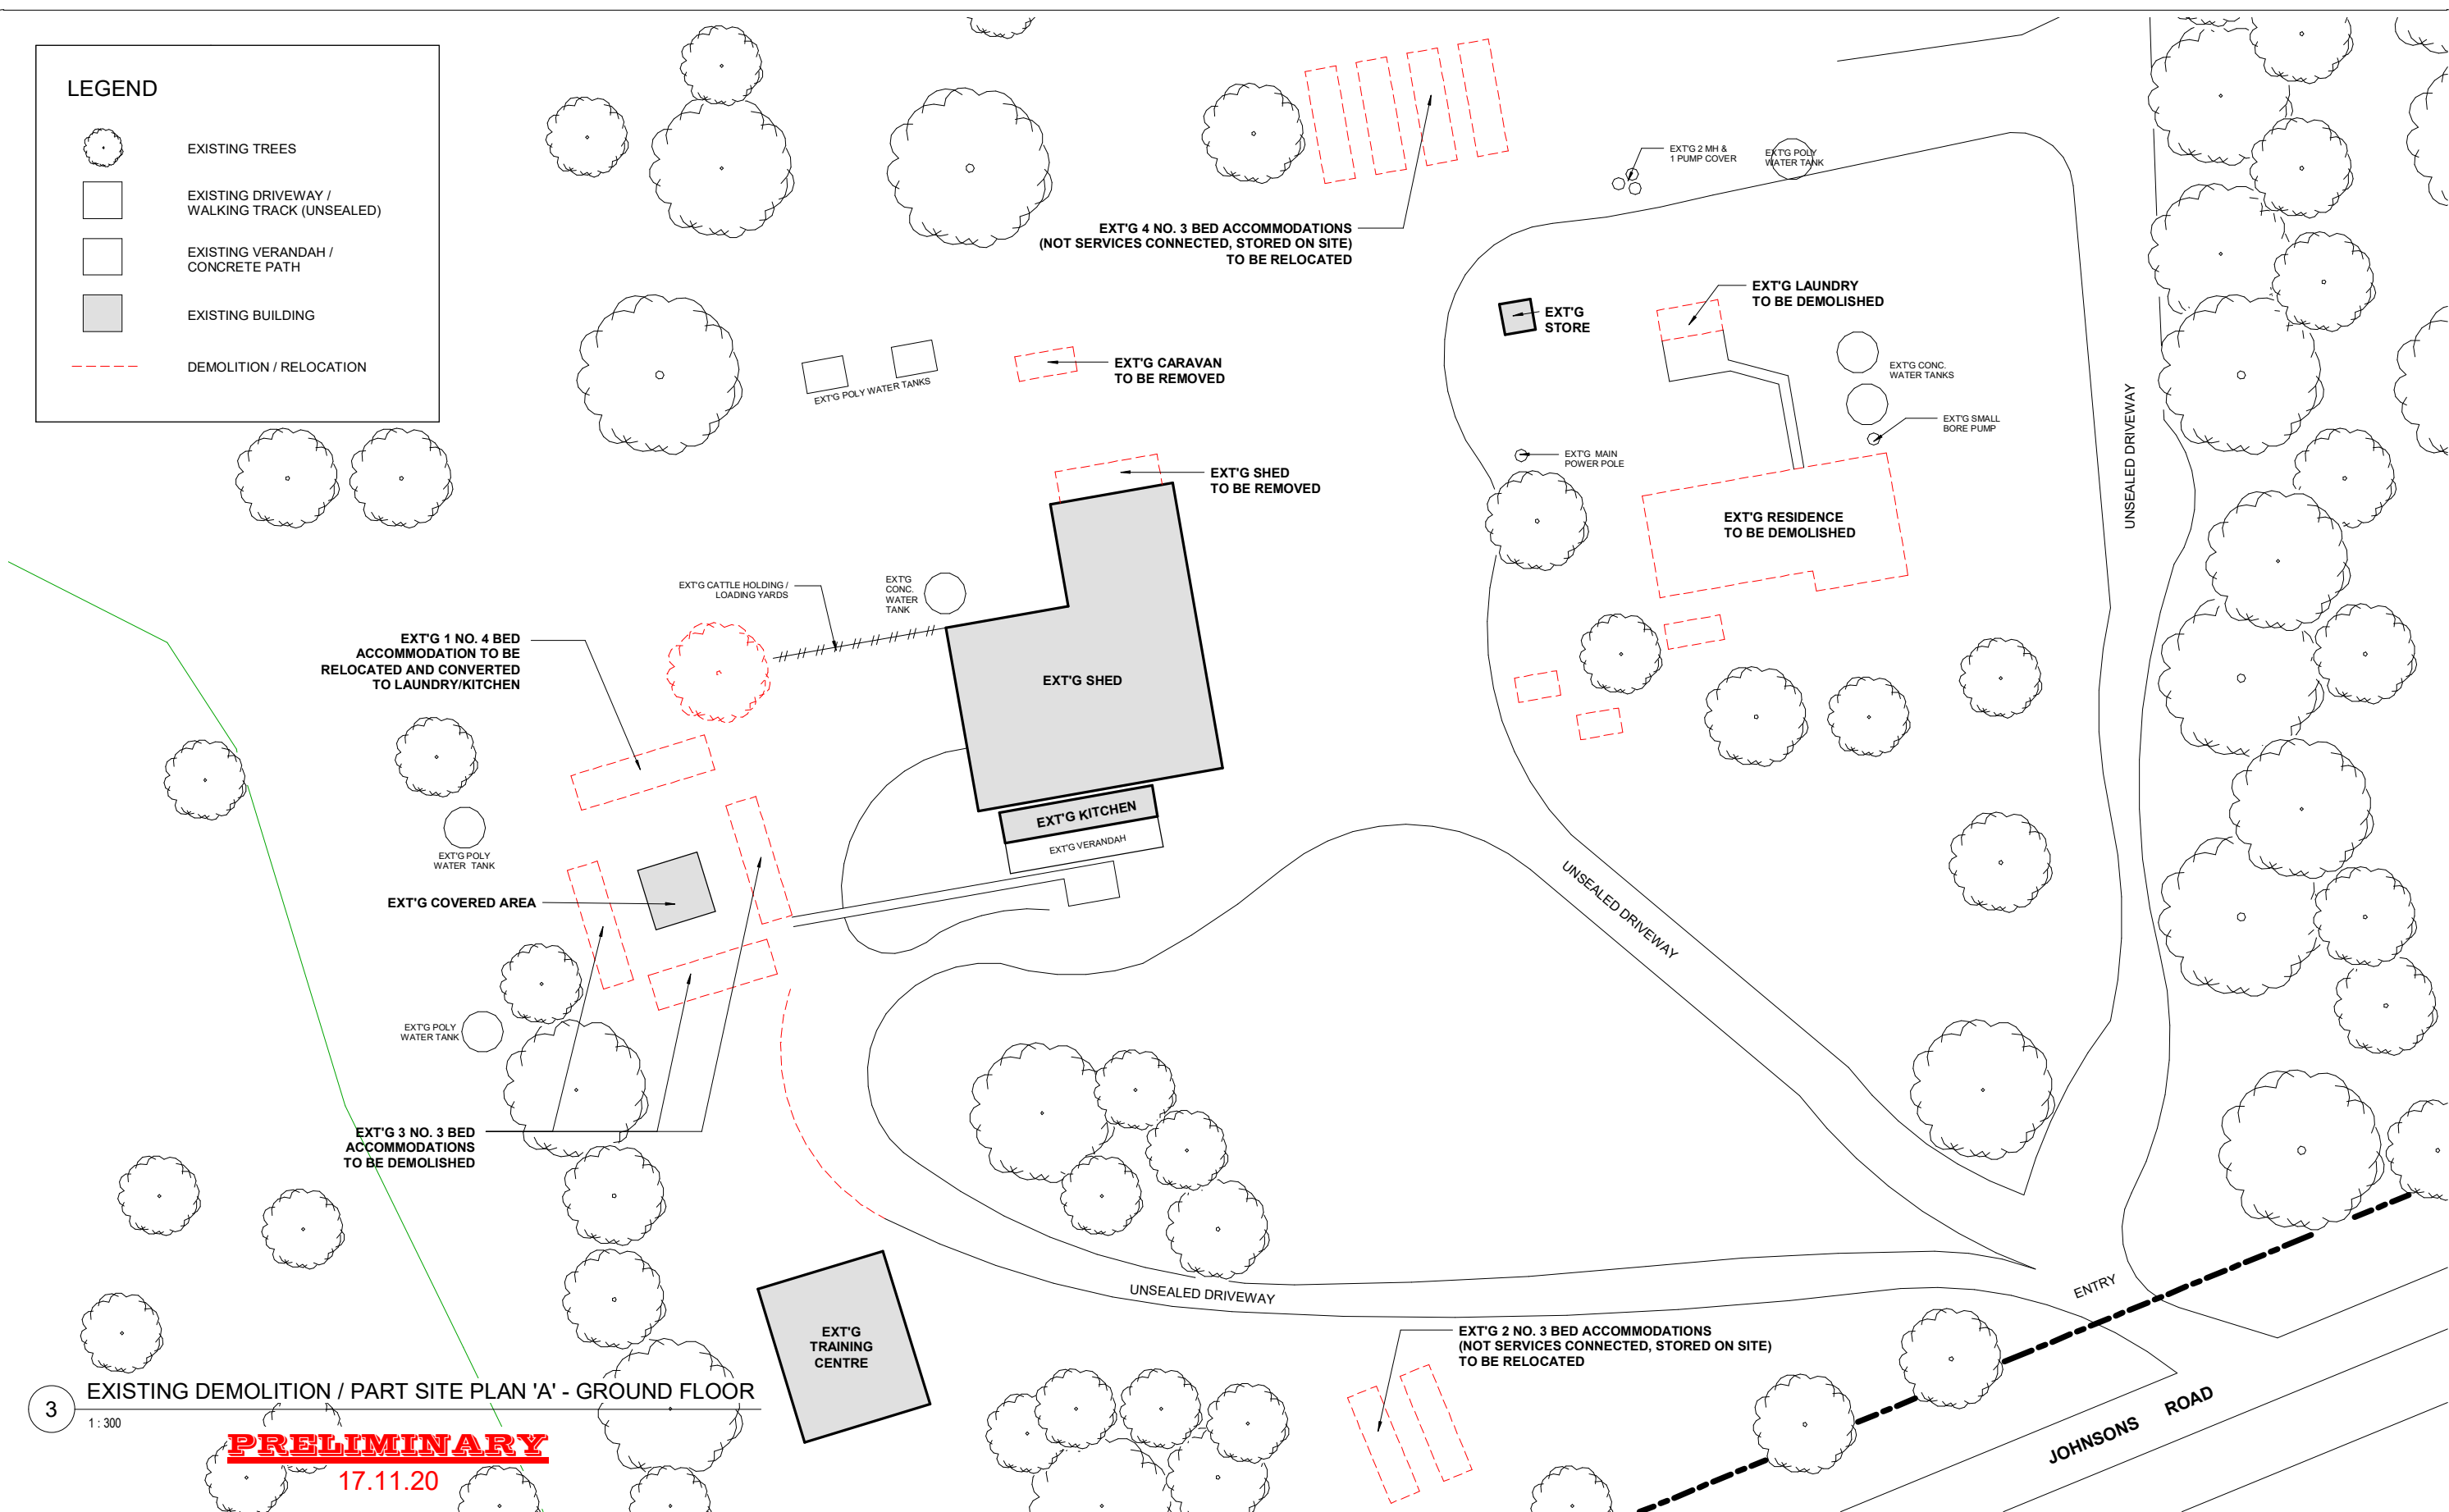 LEGEND
EXISTING TREES
EXISTING DRIVEWAY /
WALKING TRACK (UNSEALED)
EXISTING VERANDAH /
CONCRETE PATH
EXISTING BUILDING
DEMOLITION / RELOCATION
EXT'G 4 NO. 3 BED ACCOMMODATIONS
(NOT SERVICES CONNECTED, STORED ON SITE)
TO BE RELOCATED
EXT'G 2 MH &
1 PUMP COVER
EXT'G POLY
WATER TANK
EXT'G
STORE
EXT'G LAUNDRY
TO BE DEMOLISHED
EXT'G CONC.
WATER TANKS
EXT'G SMALL
BORE PUMP
EXT'G MAIN
POWER POLE
EXT'G RESIDENCE
TO BE DEMOLISHED
UNSEALED DRIVEWAY
EXT'G POLY WATER TANKS
EXT'G CARAVAN
TO BE REMOVED
EXT'G SHED
TO BE REMOVED
EXT'G CATTLE HOLDING /
LOADING YARDS
EXT'G
CONC.
WATER
TANK
EXT'G SHED
EXT'G 1 NO. 4 BED
ACCOMMODATION TO BE
RELOCATED AND CONVERTED
TO LAUNDRY/KITCHEN
EXT'G KITCHEN
EXT'G VERANDAH
EXT'G POLY
WATER TANK
EXT'G COVERED AREA
UNSEALED DRIVEWAY
EXT'G POLY
WATER TANK
EXT'G 3 NO. 3 BED
ACCOMMODATIONS
TO BE DEMOLISHED
UNSEALED DRIVEWAY
ENTRY
EXT'G
TRAINING
CENTRE
EXT'G 2 NO. 3 BED ACCOMMODATIONS
(NOT SERVICES CONNECTED, STORED ON SITE)
TO BE RELOCATED
JOHNSONS ROAD
3 EXISTING DEMOLITION / PART SITE PLAN 'A' - GROUND FLOOR
1 : 300
PRELIMINARY
17.11.20